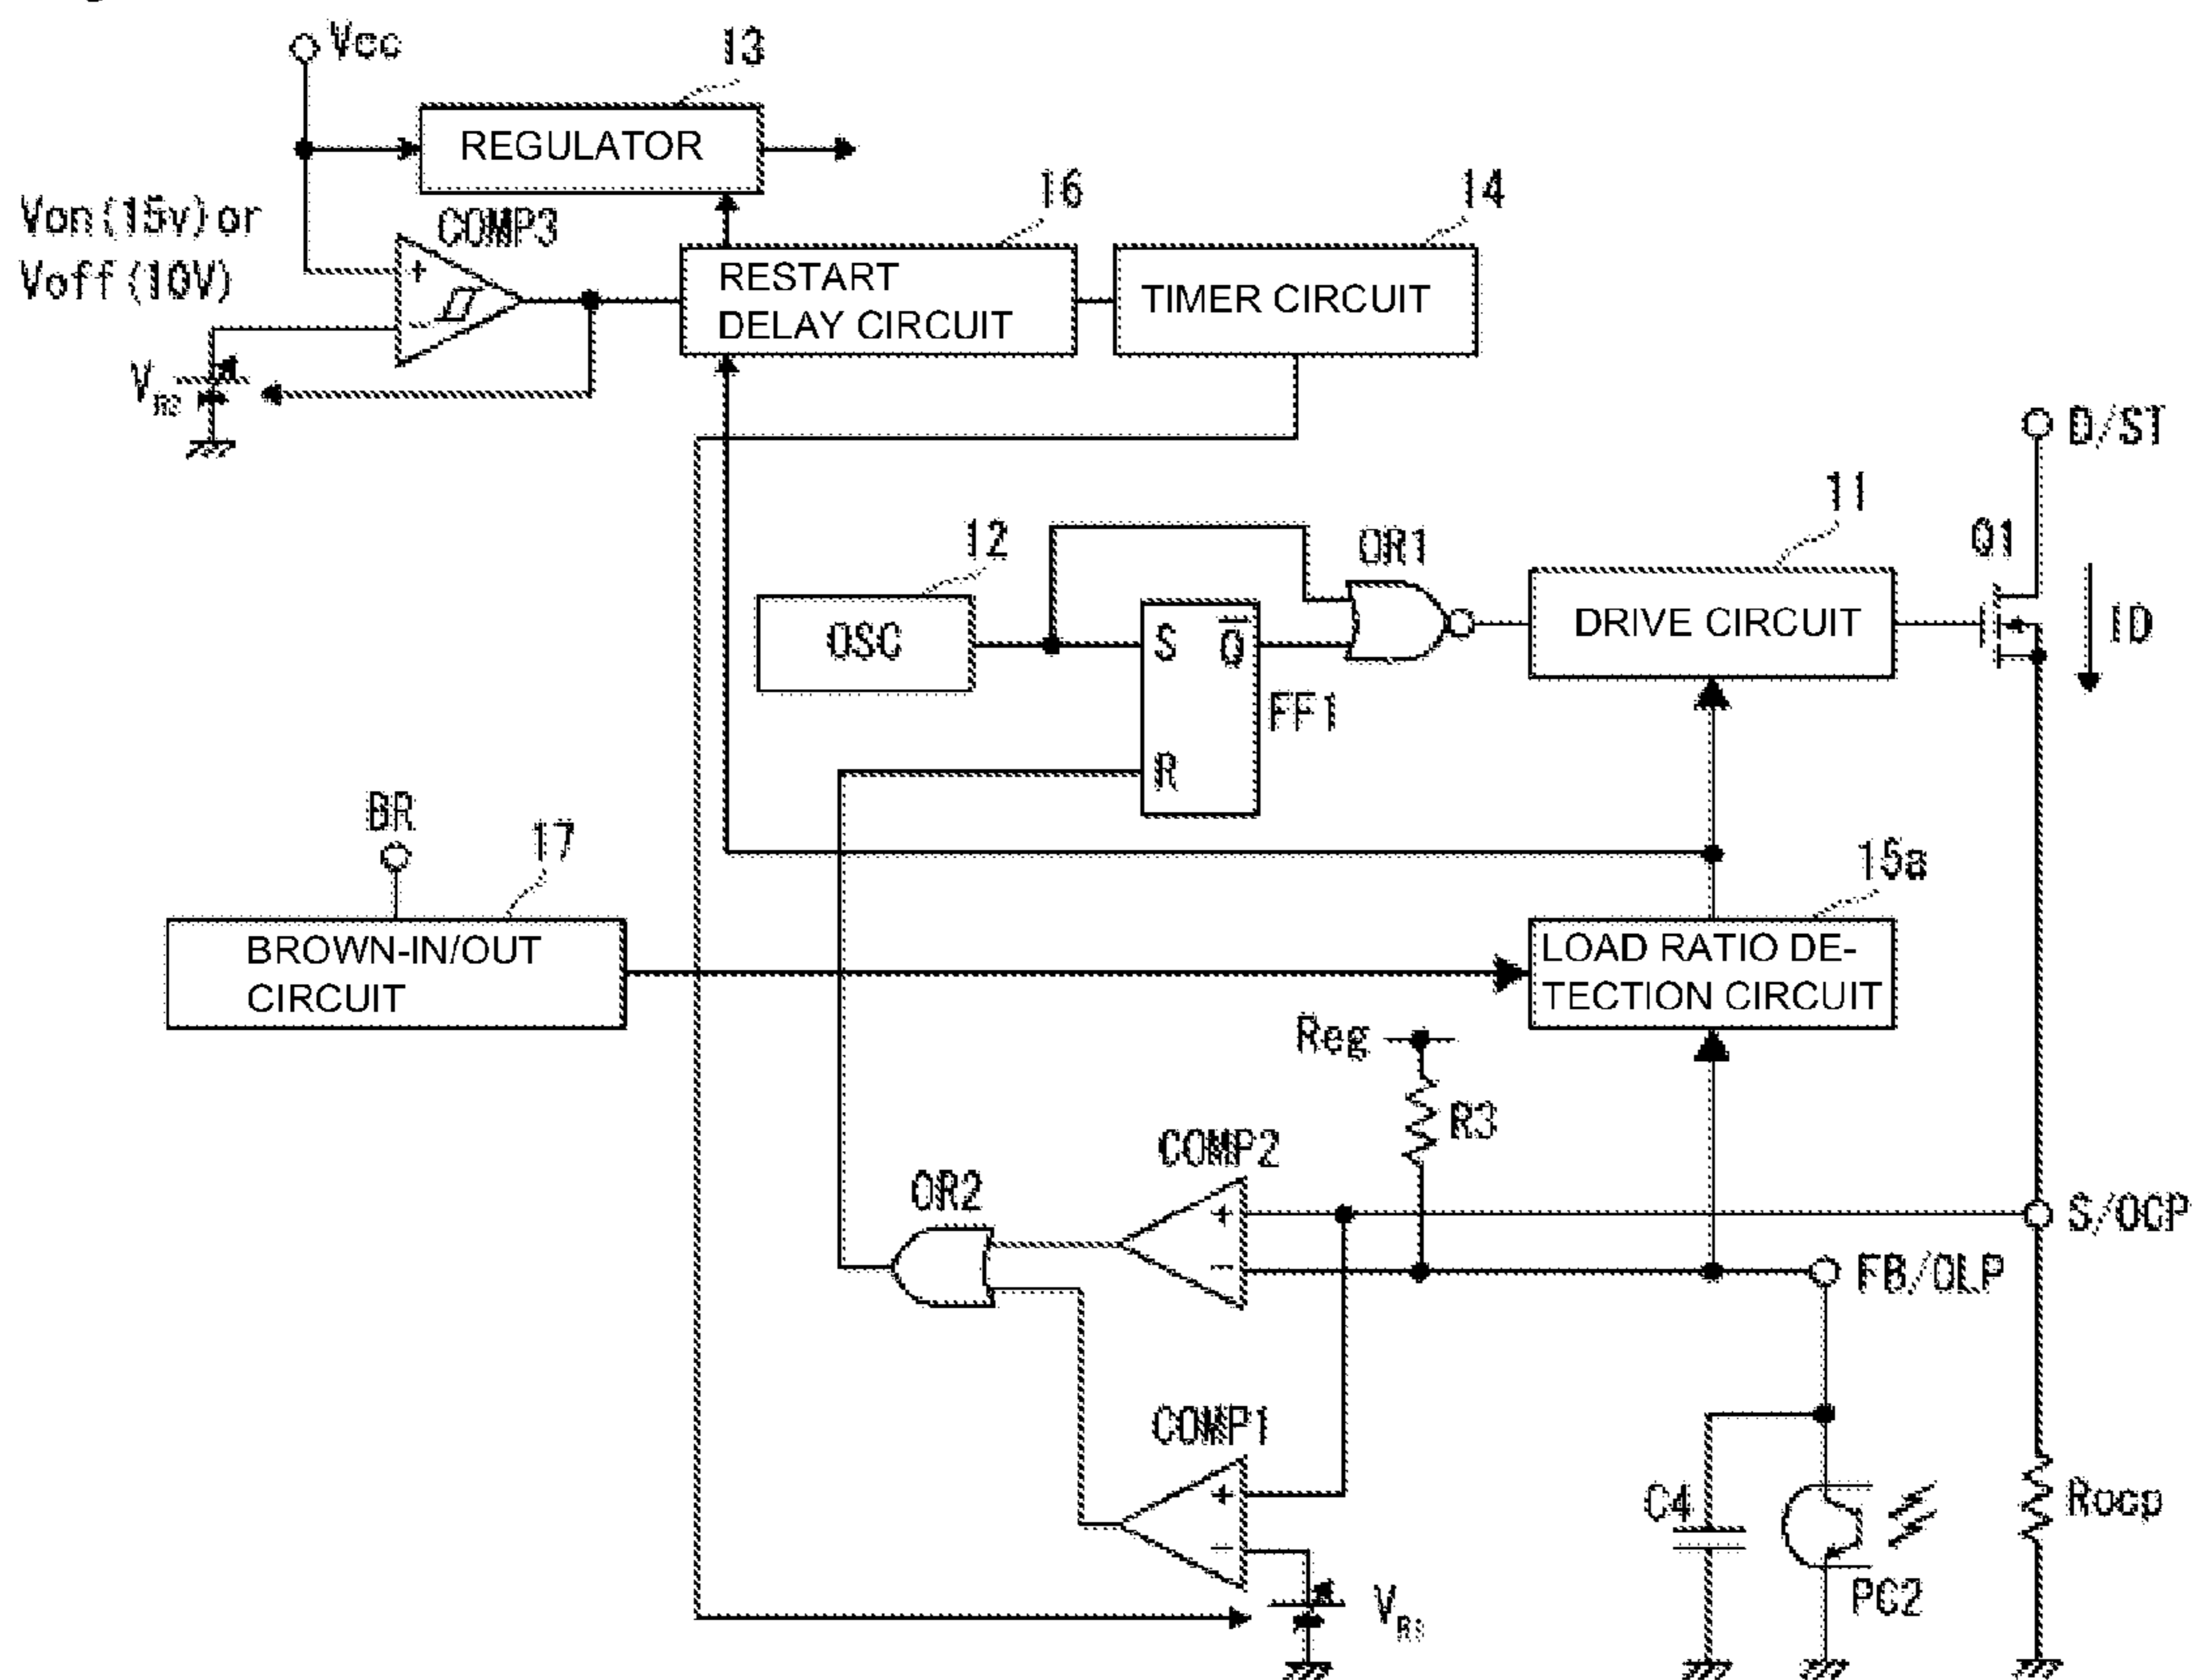 Vcc
13
REGULATOR
Von(15v)or
Voff(10V)
COMP3
+
-
16
14
RESTART
DELAY CIRCUIT
TIMER CIRCUIT
D/ST
11
12
OR1
Q1
OSC
S
Q
R
FF1
DRIVE CIRCUIT
ID
BR
17
15a
BROWN-IN/OUT
CIRCUIT
LOAD RATIO DE-
TECTION CIRCUIT
Reg
R3
COMP2
OR2
+
-
S/OCP
FB/OLP
COMP1
+
-
C4
PC2
Rocp